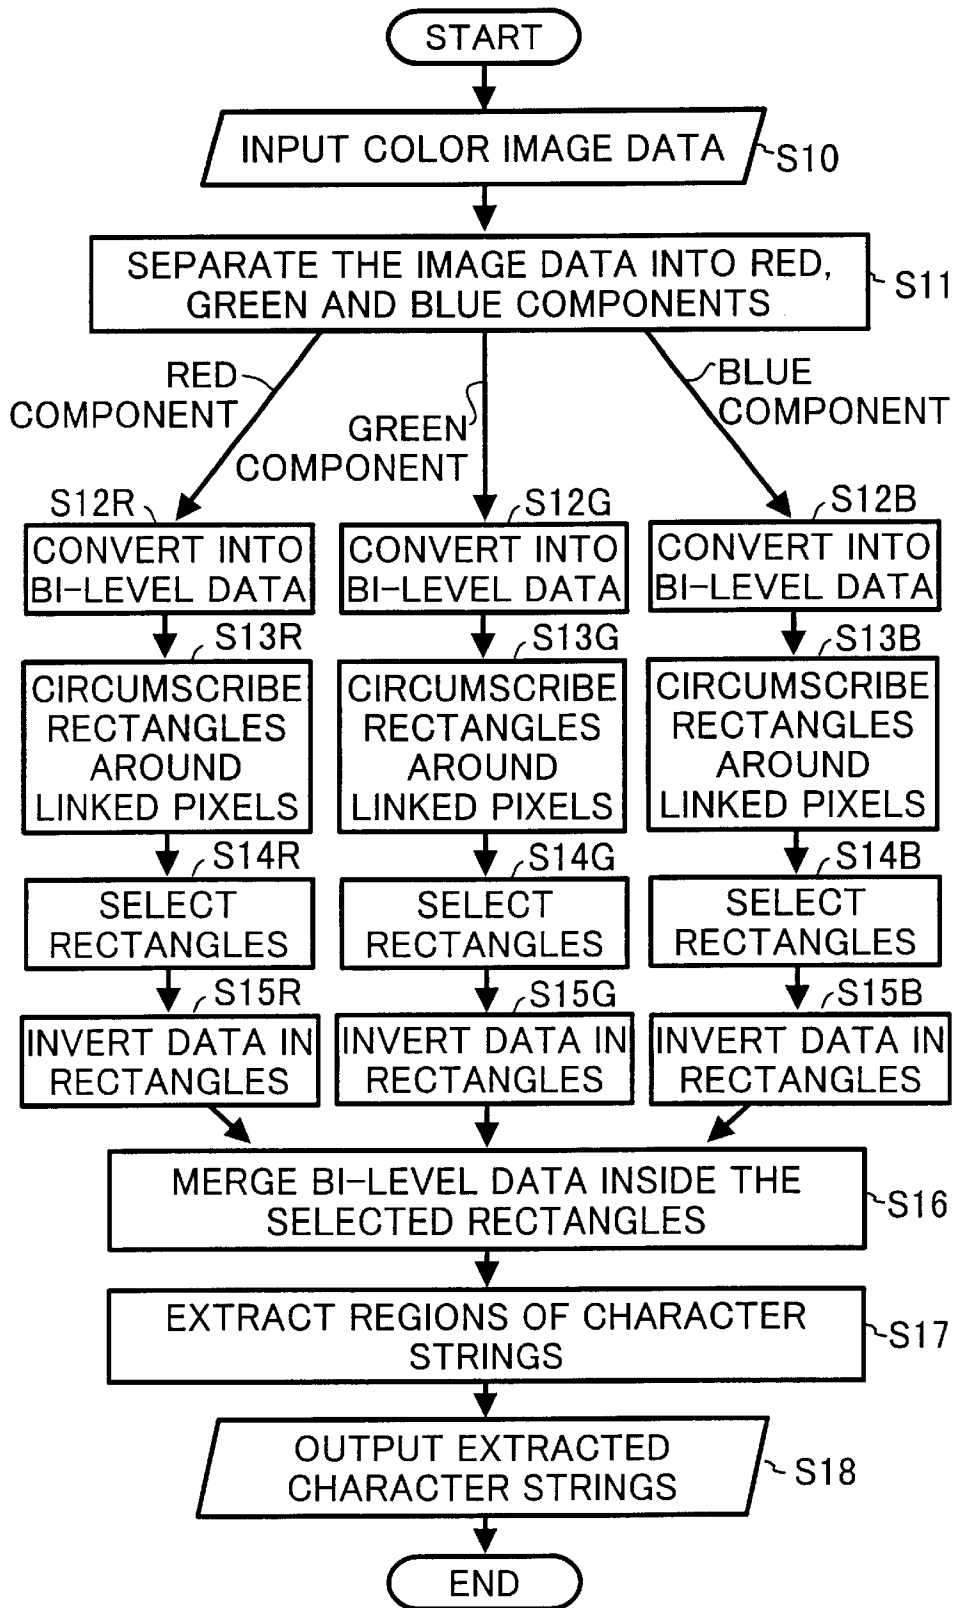 START
INPUT COLOR IMAGE DATA
S10
SEPARATE THE IMAGE DATA INTO RED,
GREEN AND BLUE COMPONENTS
S11
RED
COMPONENT
GREEN
COMPONENT
BLUE
COMPONENT
S12R
CONVERT INTO
BI-LEVEL DATA
S12G
CONVERT INTO
BI-LEVEL DATA
S12B
CONVERT INTO
BI-LEVEL DATA
S13R
CIRCUMSCRIBE
RECTANGLES
AROUND
LINKED PIXELS
S13G
CIRCUMSCRIBE
RECTANGLES
AROUND
LINKED PIXELS
S13B
CIRCUMSCRIBE
RECTANGLES
AROUND
LINKED PIXELS
S14R
SELECT
RECTANGLES
S14G
SELECT
RECTANGLES
S14B
SELECT
RECTANGLES
S15R
INVERT DATA IN
RECTANGLES
S15G
INVERT DATA IN
RECTANGLES
S15B
INVERT DATA IN
RECTANGLES
MERGE BI-LEVEL DATA INSIDE THE
SELECTED RECTANGLES
S16
EXTRACT REGIONS OF CHARACTER
STRINGS
S17
OUTPUT EXTRACTED
CHARACTER STRINGS
S18
END